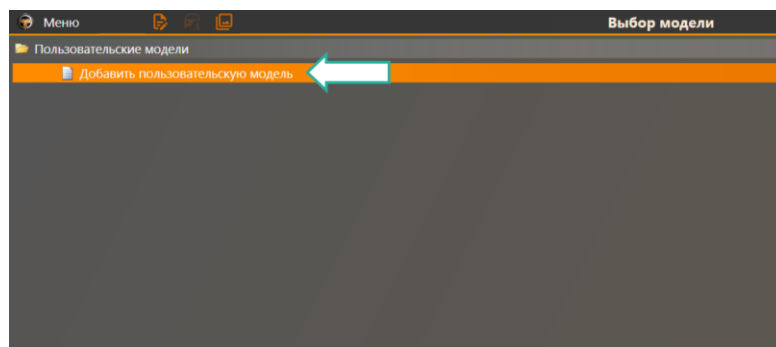 Меню
Выбор модели
Пользовательские модели
Добавить пользовательскую модель